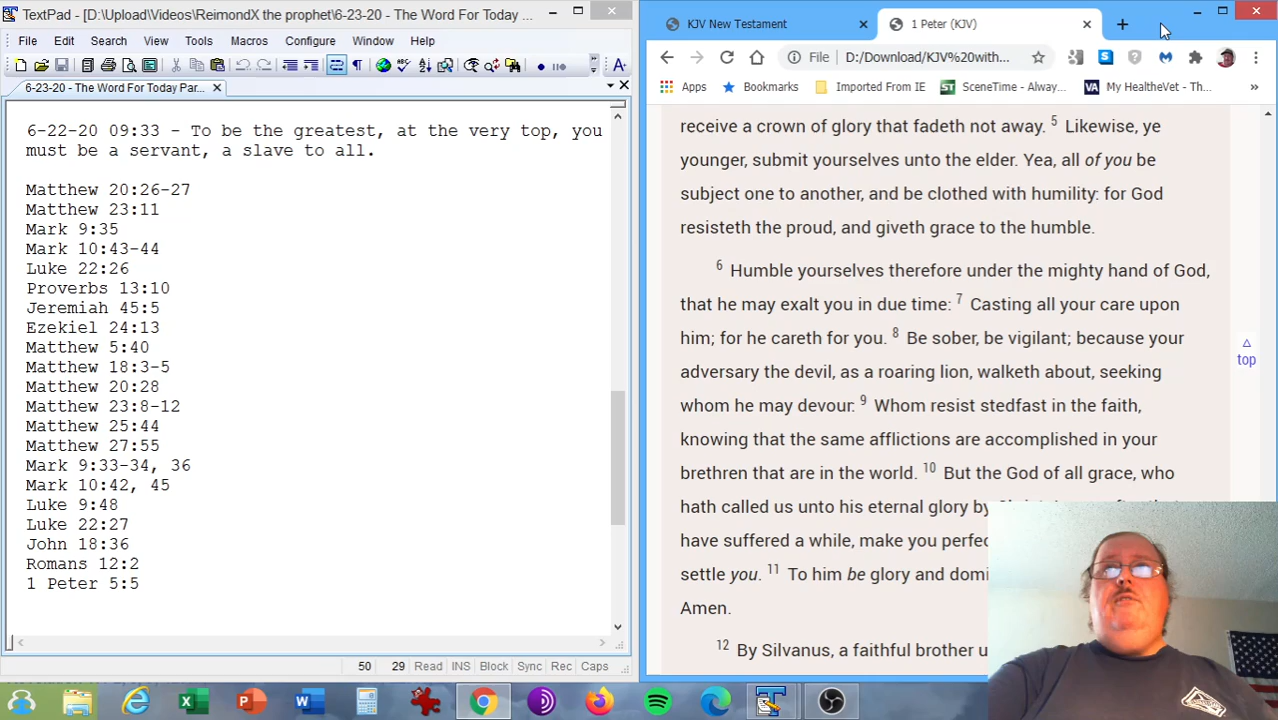 TextPad - [D:\Upload\Videos\ReimondX the prophet\6-23-20 - The Word For Today ...
File Edit Search View Tools Macros Configure Window Help
6-23-20 - The Word For Today Par...
6-22-20 09:33 - To be the greatest, at the very top, you
must be a servant, a slave to all.
Matthew 20:26-27
Matthew 23:11
Mark 9:35
Mark 10:43-44
Luke 22:26
Proverbs 13:10
Jeremiah 45:5
Ezekiel 24:13
Matthew 5:40
Matthew 18:3-5
Matthew 20:28
Matthew 23:8-12
Matthew 25:44
Matthew 27:55
Mark 9:33-34, 36
Mark 10:42, 45
Luke 9:48
Luke 22:27
John 18:36
Romans 12:2
1 Peter 5:5
50 29 Read INS Block Sync Rec Caps
KJV New Testament
1 Peter (KJV)
File D:/Download/KJV%20with...
Apps Bookmarks Imported From IE ST SceneTime - Alway... VA My HealtheVet - Th... »
receive a crown of glory that fadeth not away. 5 Likewise, ye
younger, submit yourselves unto the elder. Yea, all of you be
subject one to another, and be clothed with humility: for God
resisteth the proud, and giveth grace to the humble.
6 Humble yourselves therefore under the mighty hand of God,
that he may exalt you in due time: 7 Casting all your care upon
him; for he careth for you. 8 Be sober, be vigilant; because your
adversary the devil, as a roaring lion, walketh about, seeking
whom he may devour. 9 Whom resist stedfast in the faith,
knowing that the same afflictions are accomplished in your
brethren that are in the world. 10 But the God of all grace, who
hath called us unto his eternal glory by
have suffered a while, make you
settle you. 11 To him be glory and
Amen.
12 By Silvanus, a faithful brother
top